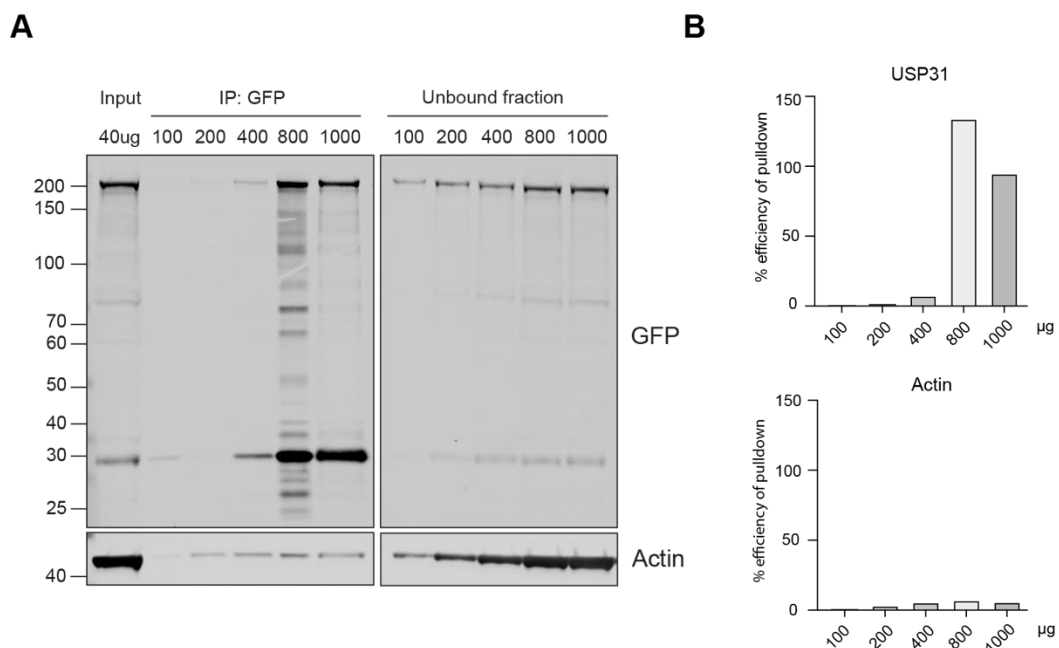 A
Input IP: GFP Unbound fraction
40ug 100 200 400 800 1000 100 200 400 800 1000
200
150
100
70
60
50
40
30
25
GFP
40
Actin
B
USP31
% efficiency of pulldown
150
100
50
0
100 200 400 800 1000 µg
Actin
% efficiency of pulldown
150
100
50
0
100 200 400 800 1000 µg